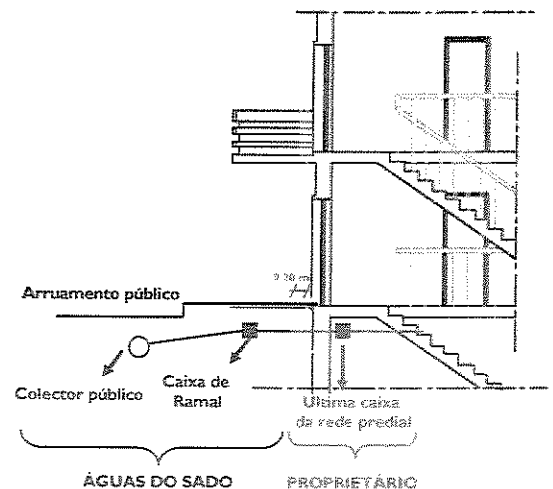 Arruamento público
Colector público
Caixa de
Ramal
Ultima caixa
da rede predial
ÁGUAS DO SADO
PROPRIETÁRIO